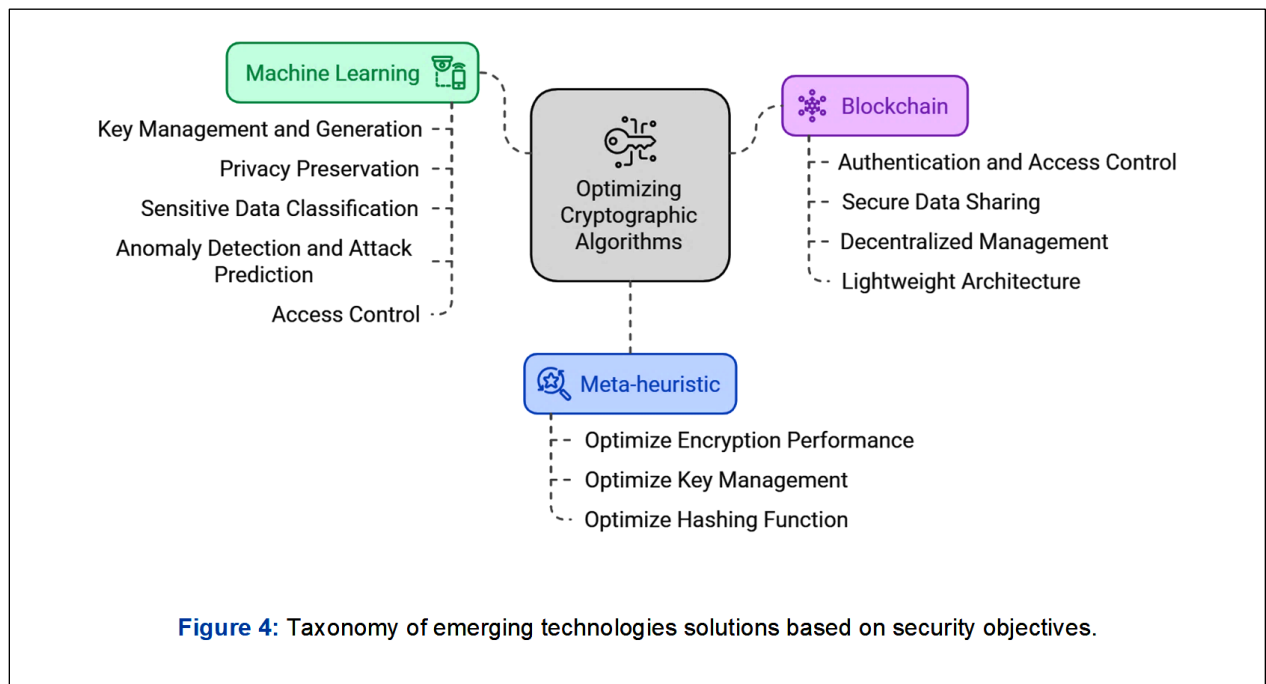 Machine Learning
Key Management and Generation
Privacy Preservation
Sensitive Data Classification
Anomaly Detection and Attack
Prediction
Access Control
Optimizing
Cryptographic
Algorithms
Blockchain
Authentication and Access Control
Secure Data Sharing
Decentralized Management
Lightweight Architecture
Meta-heuristic
Optimize Encryption Performance
Optimize Key Management
Optimize Hashing Function
Figure 4: Taxonomy of emerging technologies solutions based on security objectives.